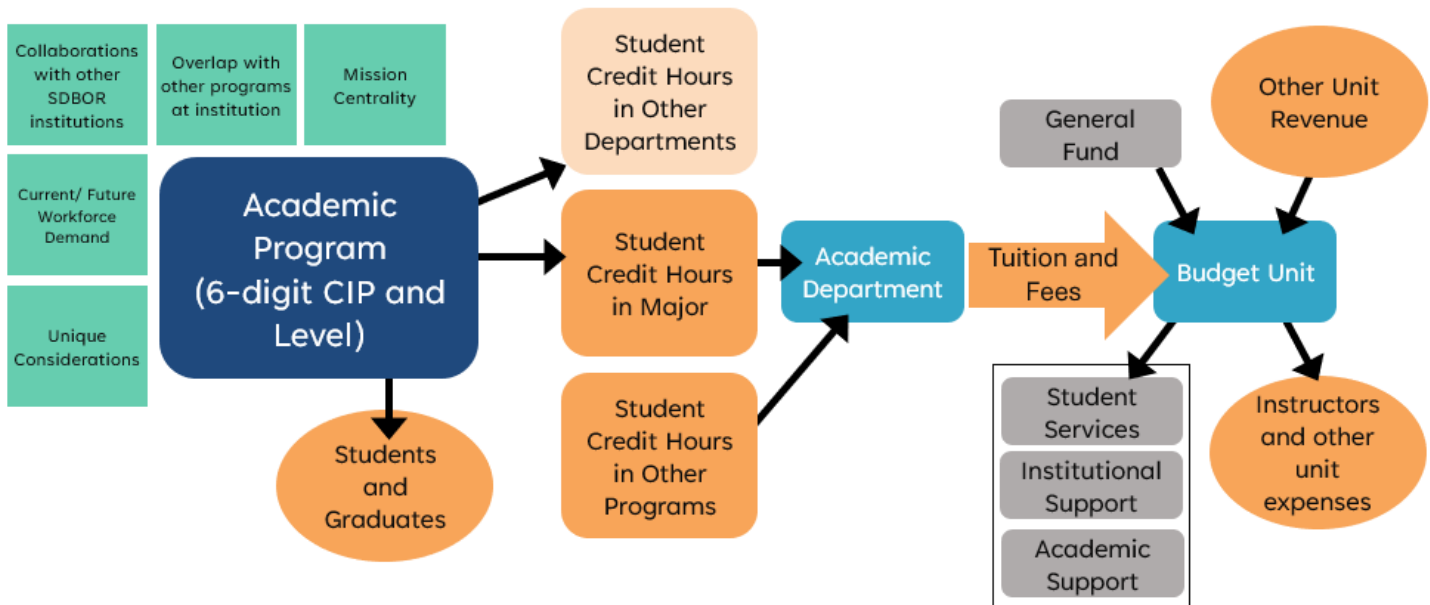 Collaborations
with other
SDBOR
institutions
Overlap with
other programs
at institution
Mission
Centrality
Current/ Future
Workforce
Demand
Unique
Considerations
Academic
Program
(6-digit CIP and
Level)
Students
and
Graduates
Student
Credit Hours
in Other
Departments
Student
Credit Hours
in Major
Student
Credit Hours
in Other
Programs
Academic
Department
Tuition and
Fees
General
Fund
Other Unit
Revenue
Budget Unit
Student
Services
Institutional
Support
Academic
Support
Instructors
and other
unit
expenses